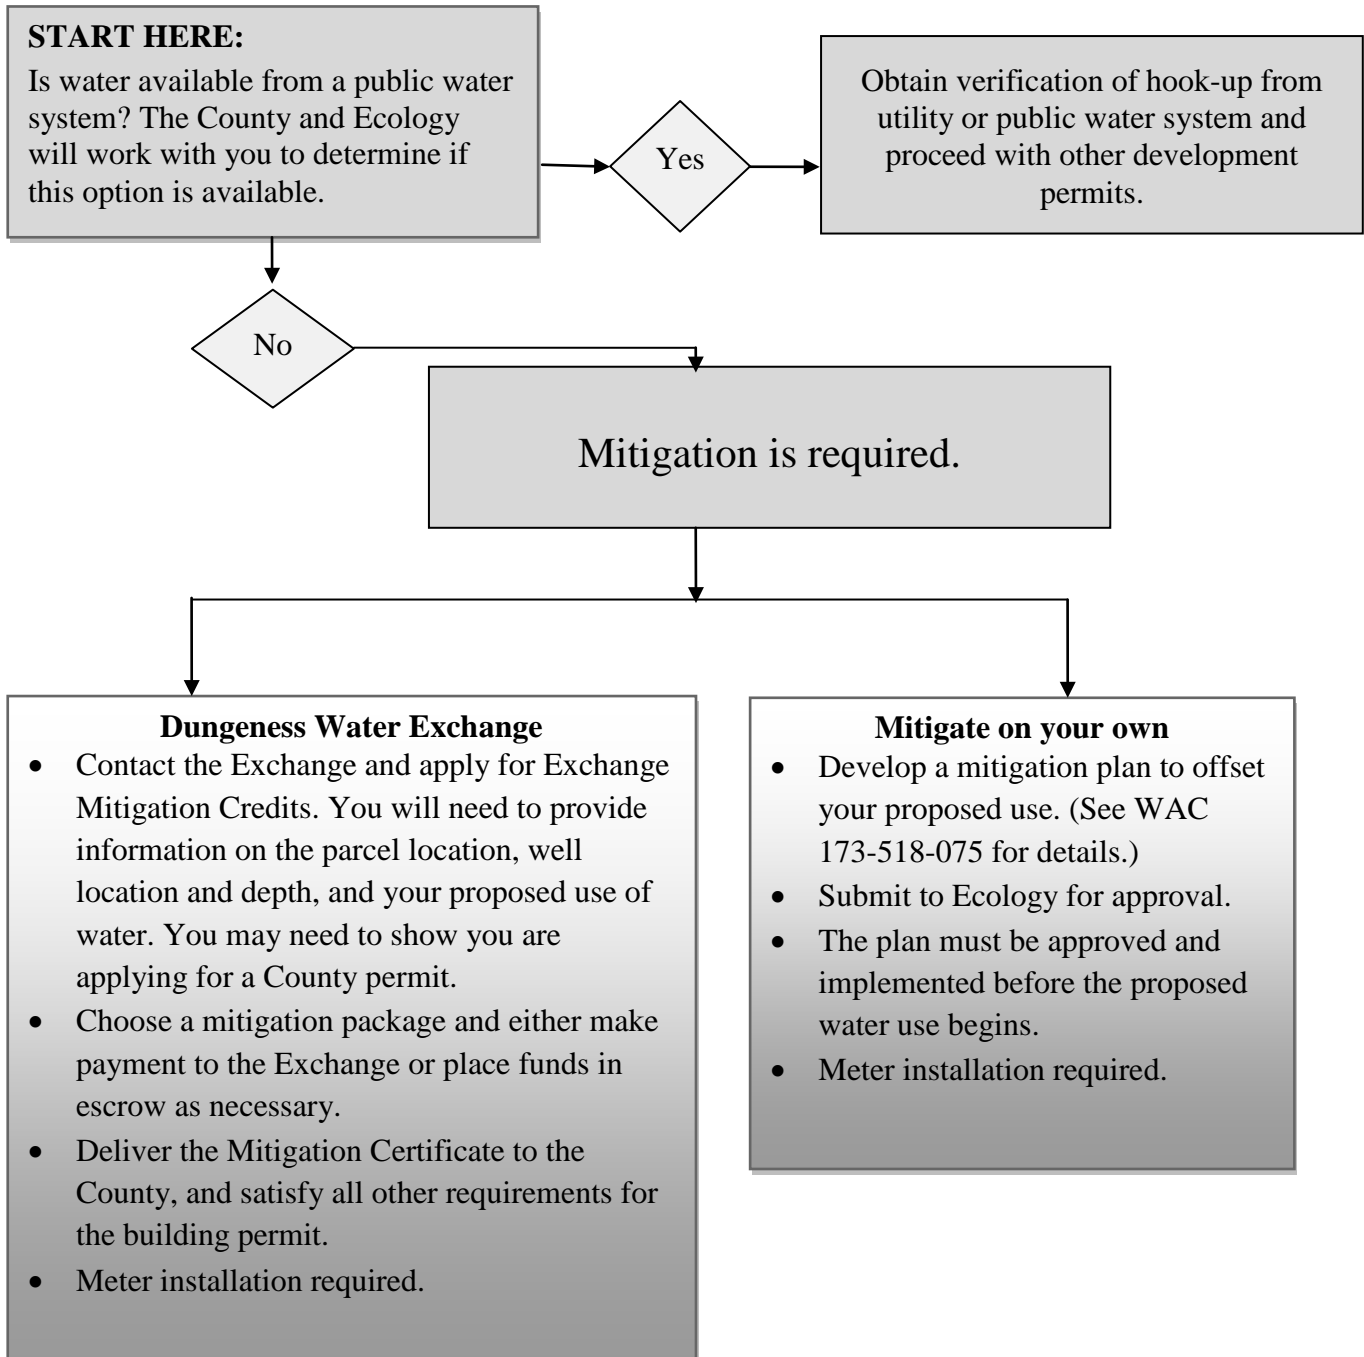 START HERE:
Is water available from a public water
system? The County and Ecology
will work with you to determine if
this option is available.
Yes
Obtain verification of hook-up from
utility or public water system and
proceed with other development
permits.
No
Mitigation is required.
Dungeness Water Exchange
• Contact the Exchange and apply for Exchange
Mitigation Credits. You will need to provide
information on the parcel location, well
location and depth, and your proposed use of
water. You may need to show you are
applying for a County permit.
• Choose a mitigation package and either make
payment to the Exchange or place funds in
escrow as necessary.
• Deliver the Mitigation Certificate to the
County, and satisfy all other requirements for
the building permit.
• Meter installation required.
Mitigate on your own
• Develop a mitigation plan to offset
your proposed use. (See WAC
173-518-075 for details.)
• Submit to Ecology for approval.
• The plan must be approved and
implemented before the proposed
water use begins.
• Meter installation required.